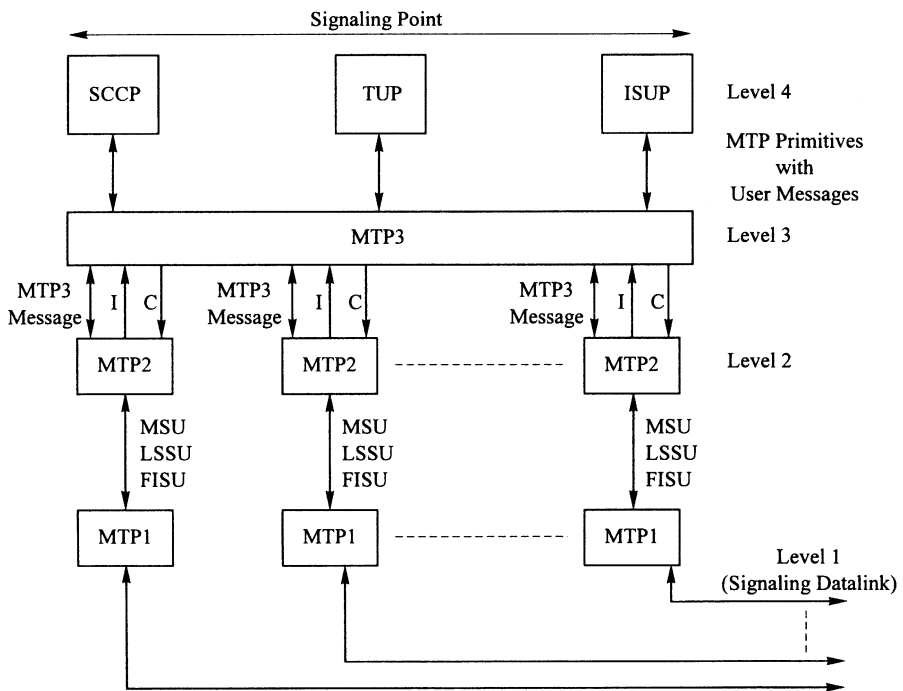 Signaling Point
SCCP
TUP
ISUP
Level 4
MTP Primitives
with
User Messages
MTP3
Level 3
MTP3
Message
I
C
MTP3
Message
I
C
MTP3
Message
I
C
MTP2
MTP2
MTP2
Level 2
MSU
LSSU
FISU
MSU
LSSU
FISU
MSU
LSSU
FISU
MTP1
MTP1
MTP1
Level 1
(Signaling Datalink)